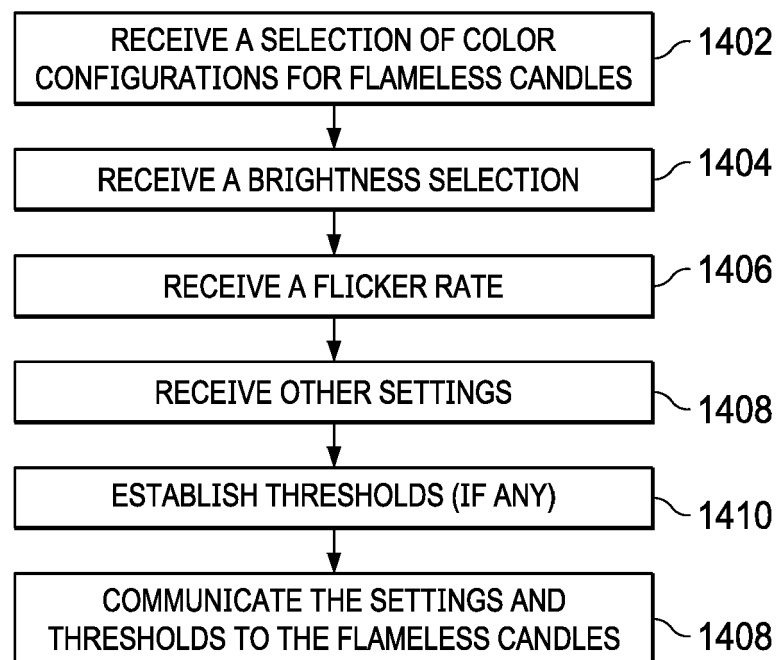 RECEIVE A SELECTION OF COLOR
CONFIGURATIONS FOR FLAMELESS CANDLES
1402
RECEIVE A BRIGHTNESS SELECTION
1404
RECEIVE A FLICKER RATE
1406
RECEIVE OTHER SETTINGS
1408
ESTABLISH THRESHOLDS (IF ANY)
1410
COMMUNICATE THE SETTINGS AND
THRESHOLDS TO THE FLAMELESS CANDLES
1408